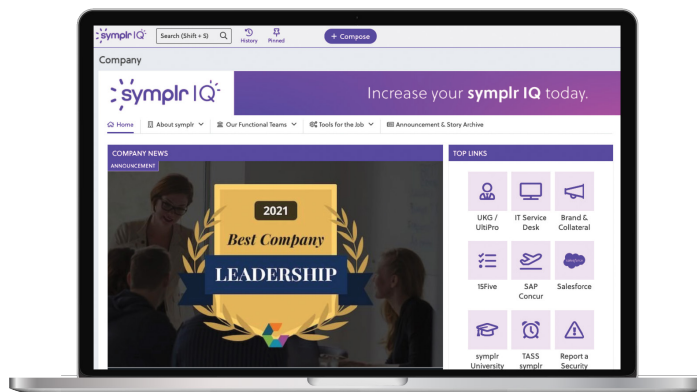 symplr IQ
Search (Shift + S)
History
Pinned
+ Compose
Company
symplr IQ
Increase your symplr IQ today.
Home
About symplr
Our Functional Teams
Tools for the Job
Announcement & Story Archive
COMPANY NEWS
ANNOUNCEMENT
2021
Best Company
LEADERSHIP
TOP LINKS
UKG /
UltiPro
IT Service
Desk
Brand &
Collateral
15Five
SAP
Concur
salesforce
Salesforce
symplr
University
TASS
symplr
Report a
Security